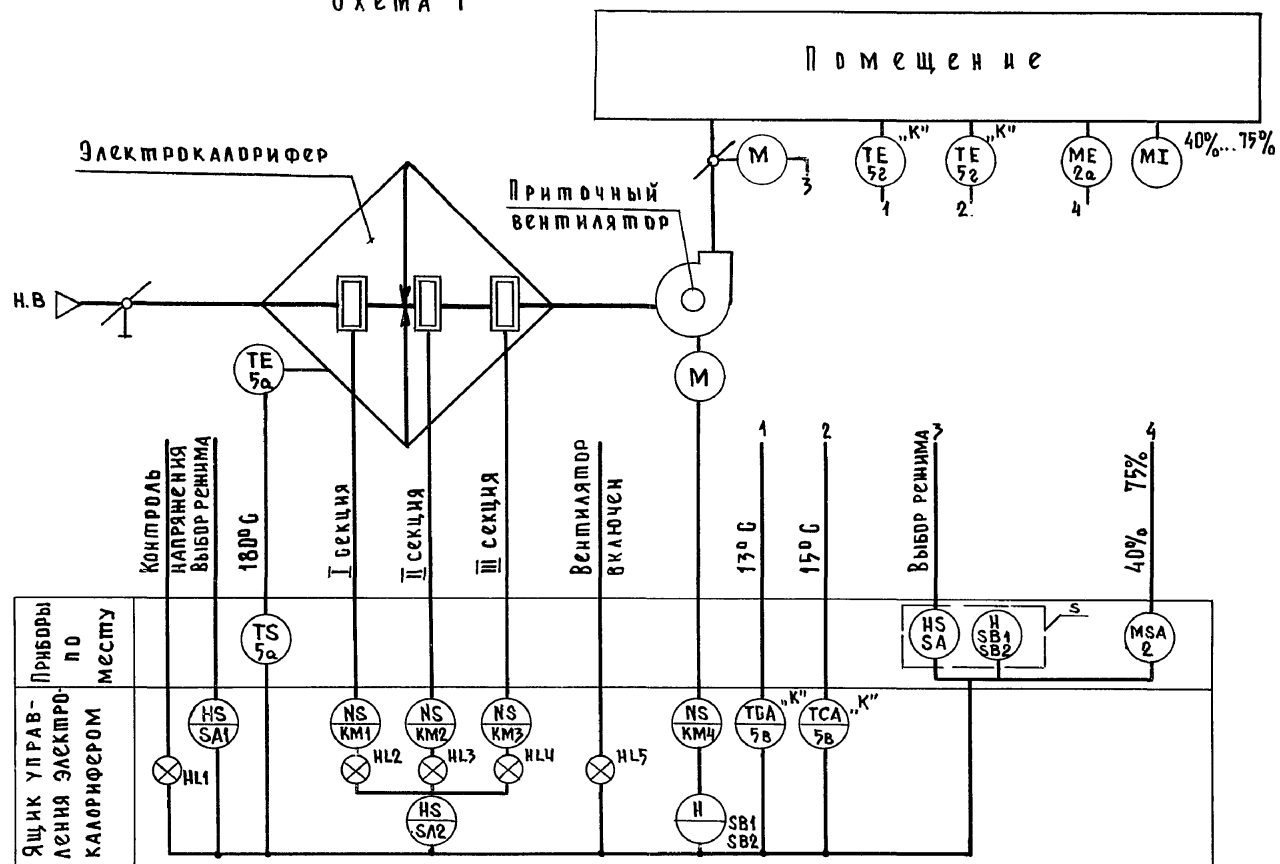 Схема 1
Помещение
Электрокалорифер
Приточный
вентилятор
Н.В
М
3
TE
5г
„К"
1
TE
5г
„К"
2.
ME
2а
4
MI
40%...75%
TE
5а
М
Контроль
напряжения
Выбор режима
180°С
I секция
II секция
III секция
Вентилятор
включен
1
13°С
2
15°С
3
Выбор режима
4
40% 75%
Приборы
по
месту
TS
5а
HS
SA
H
SB1
SB2
S
MSA
2
Ящик управ-
ления электро-
калорифером
HL1
HS
SA1
NS
KM1
HL2
NS
KM2
HL3
NS
KM3
HL4
HS
SA2
HL5
NS
KM4
H
SB1
SB2
TCA
5в
„К"
TCA
5в
„К"